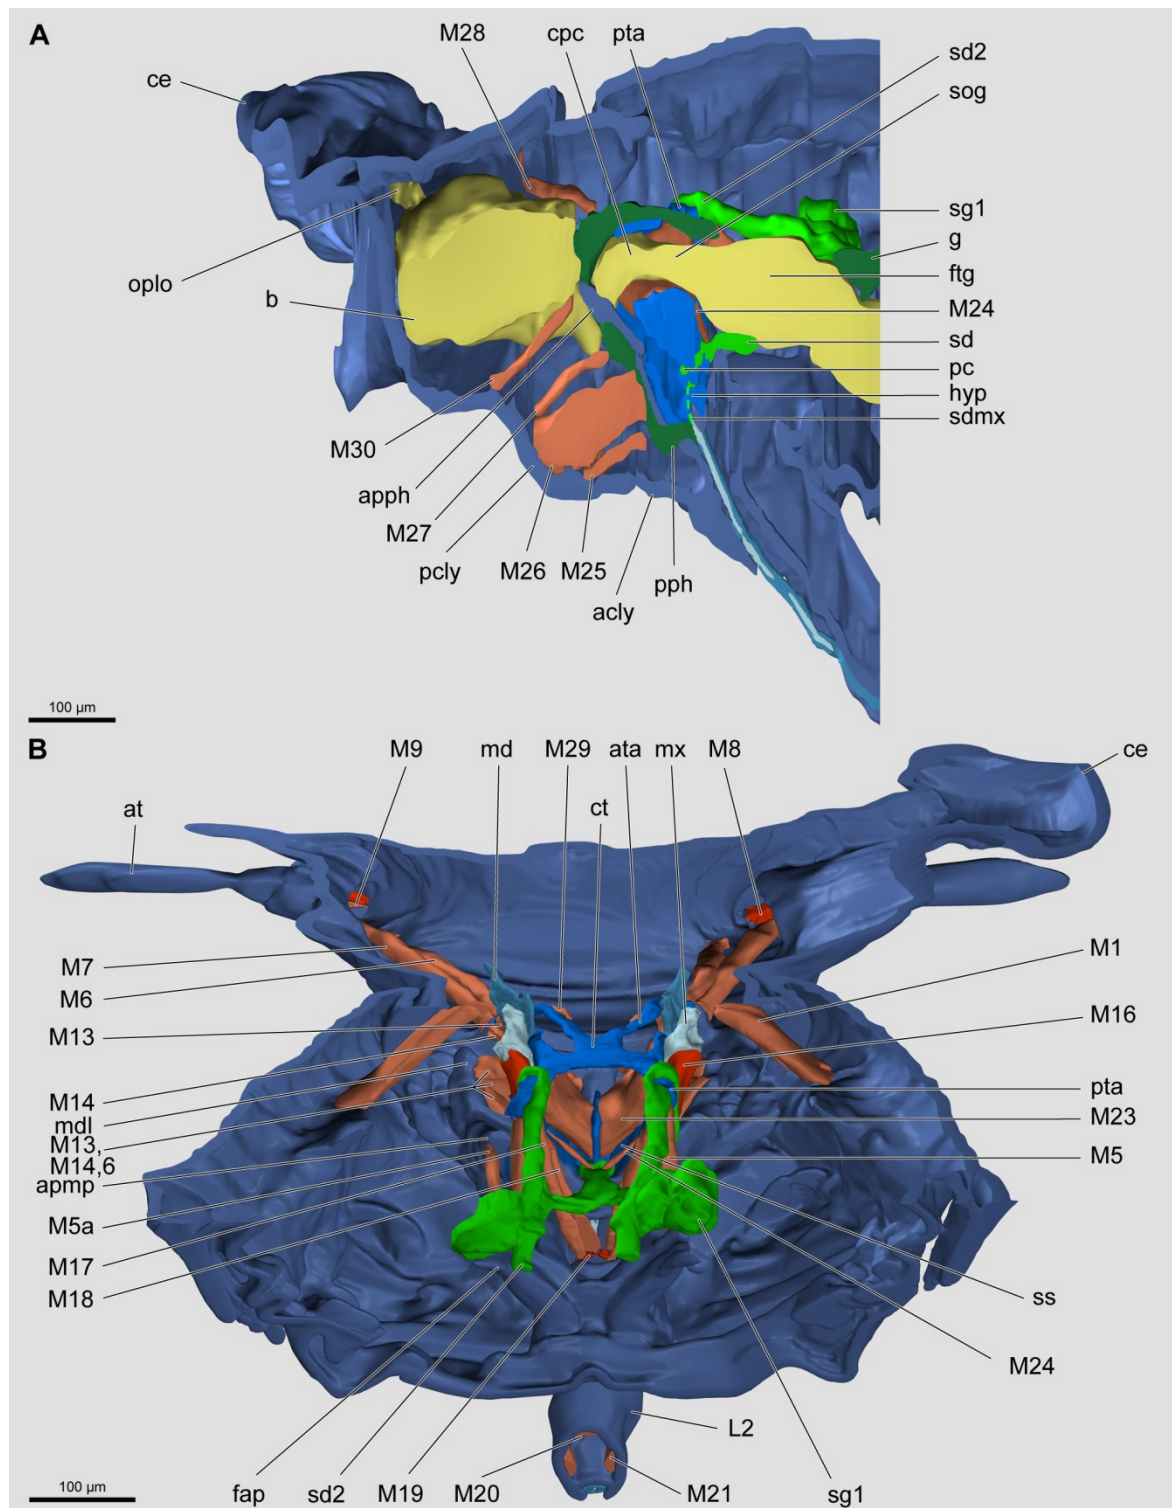 A
M28
cpc
pta
sd2
ce
sog
sg1
g
oplo
ftg
b
M24
sd
pc
hyp
M30
sdmx
apph
M27
pcly
M26
M25
pph
acly
100 µm
B
M9
md
M29
ata
mx
M8
ce
at
ct
M7
M1
M6
M13
M16
M14
pta
mdl
M23
M13,
M14,6
M5
apmp
M5a
M17
M18
ss
M24
L2
100 µm
fap
sd2
M19
M20
M21
sg1